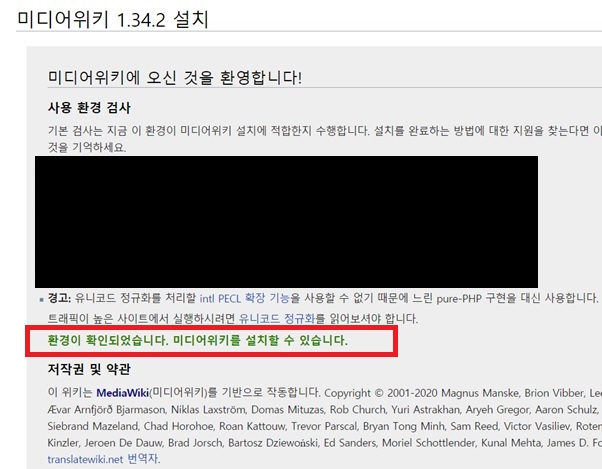 미디어위키 1.34.2 설치
미디어위키에 오신 것을 환영합니다!
사용 환경 검사
기본 검사는 지금 이 환경이 미디어위키 설치에 적합한지 수행합니다. 설치를 완료하는 방법에 대한 지원을 찾는다면 이
것을 기억하세요.
경고: 유니코드 정규화를 처리할 intl PECL 확장 기능을 사용할 수 없기 때문에 느린 pure-PHP 구현을 대신 사용합니다.
트래픽이 높은 사이트에서 실행하시려면 유니코드 정규화를 읽어보셔야 합니다.
환경이 확인되었습니다. 미디어위키를 설치할 수 있습니다.
저작권 및 약관
이 위키는 MediaWiki(미디어위키)를 기반으로 작동합니다. Copyright © 2001-2020 Magnus Manske, Brion Vibber, Lee
Ævar Arnfjörð Bjarmason, Niklas Laxström, Domas Mituzas, Rob Church, Yuri Astrakhan, Aryeh Gregor, Aaron Schulz,
Siebrand Mazeland, Chad Horohoe, Roan Kattouw, Trevor Parscal, Bryan Tong Minh, Sam Reed, Victor Vasiliev, Roten
Kinzler, Jeroen De Dauw, Brad Jorsch, Bartosz Dziewoński, Ed Sanders, Moriel Schottlender, Kunal Mehta, James D. Fo
translatewiki.net 번역자.